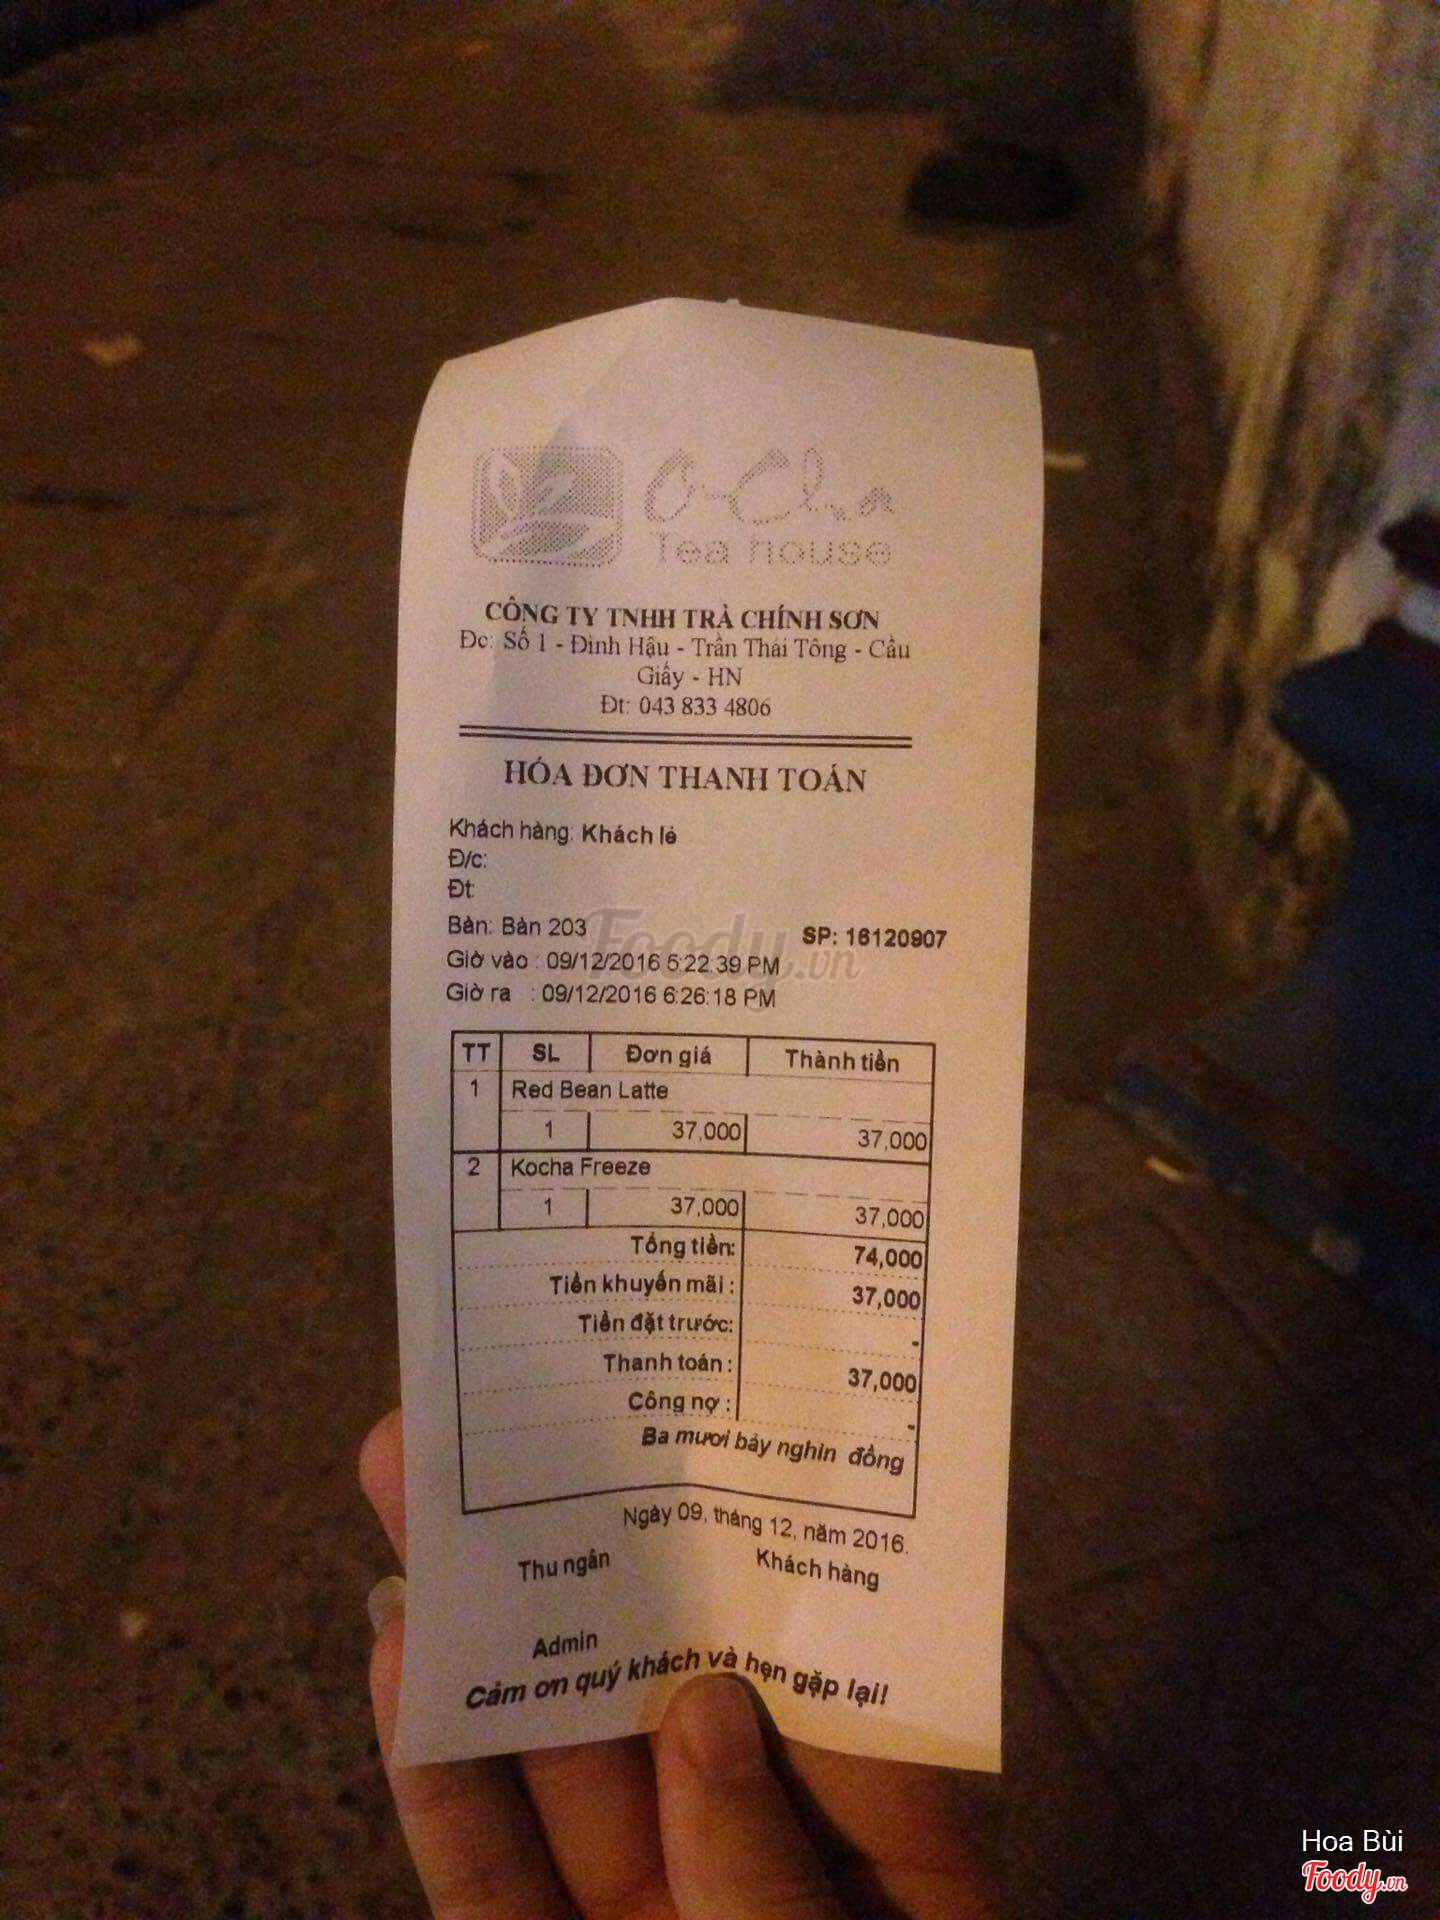 O-Cha
Tea house
CÔNG TY TNHH TRÀ CHÍNH SƠN
Đc: Số 1 - Đình Hậu - Trần Thái Tông - Cầu
Giấy - HN
Đt: 043 833 4806
HÓA ĐƠN THANH TOÁN
Khách hàng: Khách lẻ
Đ/c:
Đt:
Bàn: Bàn 203
SP: 16120907
Giờ vào : 09/12/2016 5:22:39 PM
Giờ ra : 09/12/2016 6:26:18 PM
Foody.vn
TT SL Đơn giá Thành tiền
1 Red Bean Latte
1 37,000 37,000
2 Kocha Freeze
1 37,000 37,000
Tổng tiền: 74,000
Tiền khuyến mãi : 37,000
Tiền đặt trước: -
Thanh toán : 37,000
Công nợ : -
Ba mươi bảy nghìn đồng
Ngày 09, tháng 12, năm 2016.
Thu ngân Khách hàng
Admin
Cảm ơn quý khách và hẹn gặp lại!
Hoa Bùi
Foody.vn